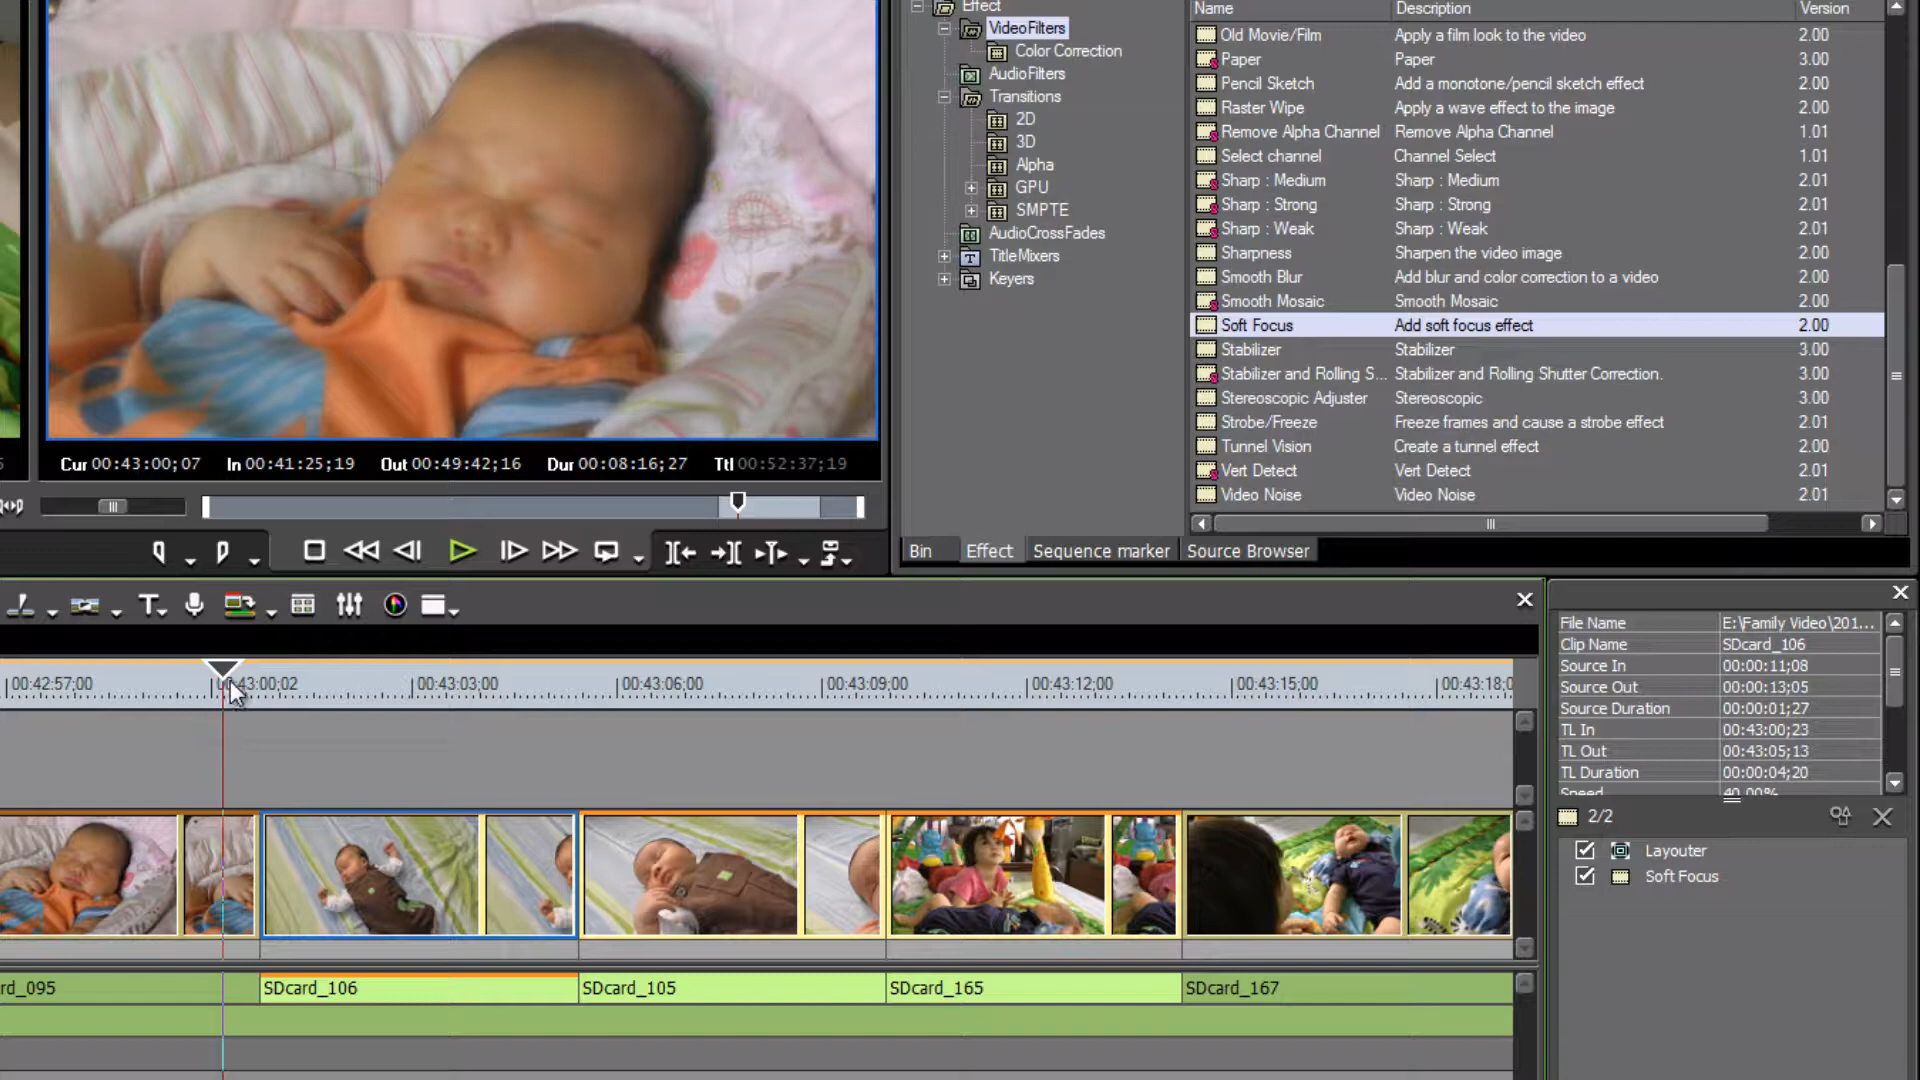 Effect
VideoFilters
Color Correction
AudioFilters
Transitions
2D
3D
Alpha
GPU
SMPTE
AudioCrossFades
TitleMixers
Keyers
Name Description Version
Old Movie/Film Apply a film look to the video 2.00
Paper Paper 3.00
Pencil Sketch Add a monotone/pencil sketch effect 2.00
Raster Wipe Apply a wave effect to the image 2.00
Remove Alpha Channel Remove Alpha Channel 1.01
Select channel Channel Select 1.01
Sharp : Medium Sharp : Medium 2.01
Sharp : Strong Sharp : Strong 2.01
Sharp : Weak Sharp : Weak 2.01
Sharpness Sharpen the video image 2.00
Smooth Blur Add blur and color correction to a video 2.00
Smooth Mosaic Smooth Mosaic 2.00
Soft Focus Add soft focus effect 2.00
Stabilizer Stabilizer 3.00
Stabilizer and Rolling S... Stabilizer and Rolling Shutter Correction. 3.00
Stereoscopic Adjuster Stereoscopic 3.00
Strobe/Freeze Freeze frames and cause a strobe effect 2.01
Tunnel Vision Create a tunnel effect 2.00
Vert Detect Vert Detect 2.01
Video Noise Video Noise 2.01
Cur 00:43:00;07 In 00:41:25;19 Out 00:49:42;16 Dur 00:08:16;27 Ttl 00:52:37;19
Bin Effect Sequence marker Source Browser
00:42:57;00 43:00;02 00:43:03;00 00:43:06;00 00:43:09;00 00:43:12;00 00:43:15;00 00:43:18;0
rd_095 SDcard_106 SDcard_105 SDcard_165 SDcard_167
File Name E:\Family Video\201...
Clip Name SDcard_106
Source In 00:00:11;08
Source Out 00:00:13;05
Source Duration 00:00:01;27
TL In 00:43:00;23
TL Out 00:43:05;13
TL Duration 00:00:04;20
Speed 40.00%
2/2
Layouter
Soft Focus